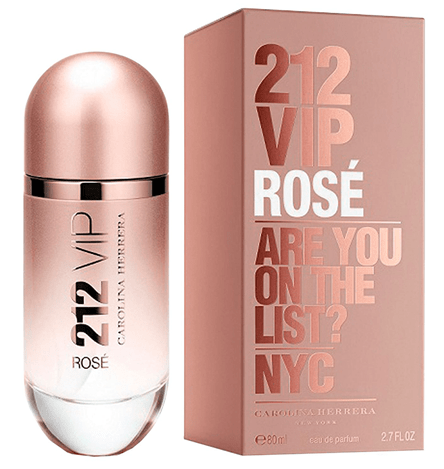 212 VIP
ROSÉ
CAROLINA HERRERA
212
VIP
ROSÉ
ARE YOU
ON THE
LIST?
NYC
CAROLINA HERRERA
NEW YORK
℮80ml eau de parfum 2.7 FL OZ